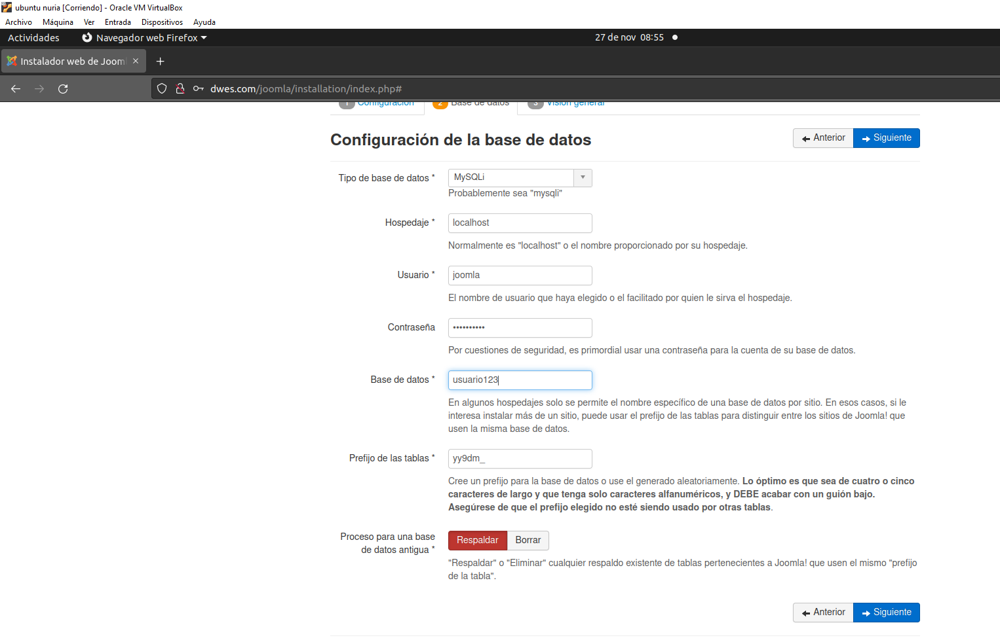 ubuntu nuria [Corriendo] - Oracle VM VirtualBox
Archivo Máquina Ver Entrada Dispositivos Ayuda
Actividades Navegador web Firefox 27 de nov 08:55
Instalador web de Joom
dwes.com/joomla/installation/index.php#
1 Configuración 2 Base de datos 3 Visión general
Configuración de la base de datos
Anterior Siguiente
Tipo de base de datos * MySQLi
Probablemente sea "mysqli"
Hospedaje * localhost
Normalmente es "localhost" o el nombre proporcionado por su hospedaje.
Usuario * joomla
El nombre de usuario que haya elegido o el facilitado por quien le sirva el hospedaje.
Contraseña ••••••••••
Por cuestiones de seguridad, es primordial usar una contraseña para la cuenta de su base de datos.
Base de datos * usuario123
En algunos hospedajes solo se permite el nombre específico de una base de datos por sitio. En esos casos, si le
interesa instalar más de un sitio, puede usar el prefijo de las tablas para distinguir entre los sitios de Joomla! que
usen la misma base de datos.
Prefijo de las tablas * yy9dm_
Cree un prefijo para la base de datos o use el generado aleatoriamente. Lo óptimo es que sea de cuatro o cinco
caracteres de largo y que tenga solo caracteres alfanuméricos, y DEBE acabar con un guión bajo.
Asegúrese de que el prefijo elegido no esté siendo usado por otras tablas.
Proceso para una base
de datos antigua * Respaldar Borrar
"Respaldar" o "Eliminar" cualquier respaldo existente de tablas pertenecientes a Joomla! que usen el mismo "prefijo
de la tabla".
Anterior Siguiente